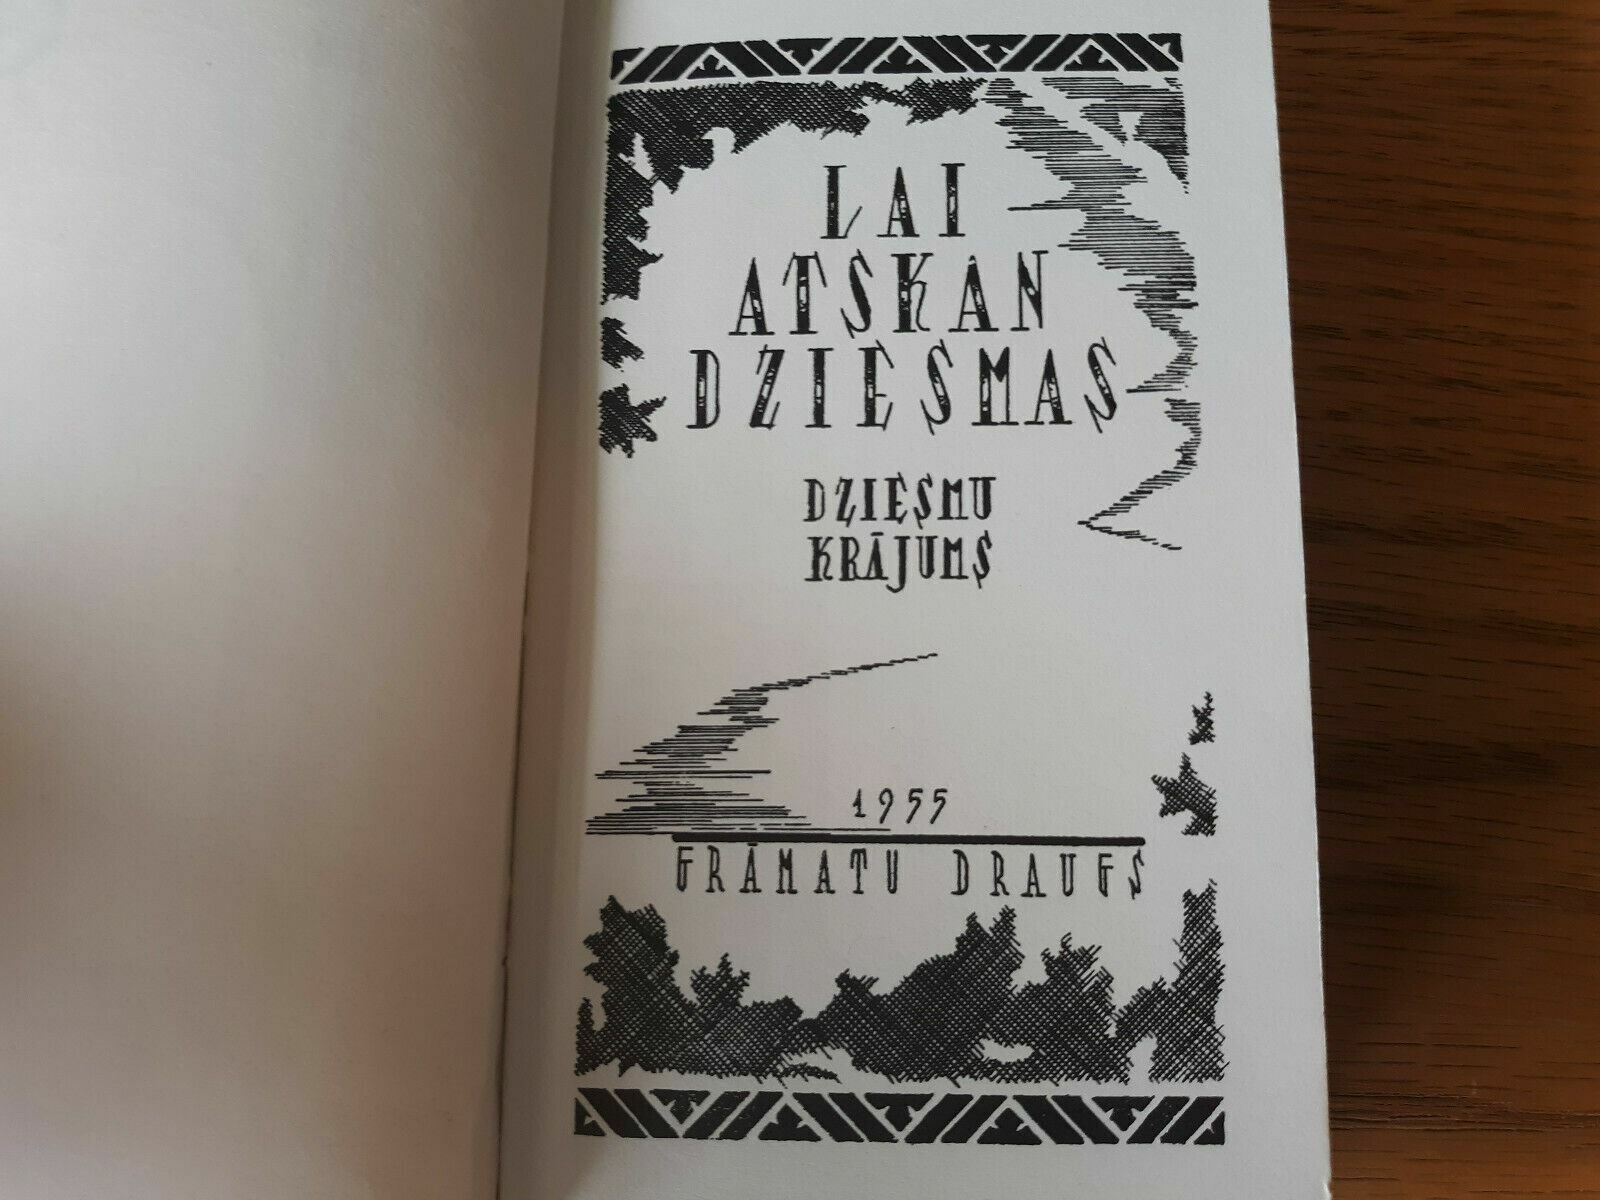 LAI
ATSKAN
DZIESMAS
DZIESMU
KRĀJUMS
1955
GRĀMATU DRAUGS